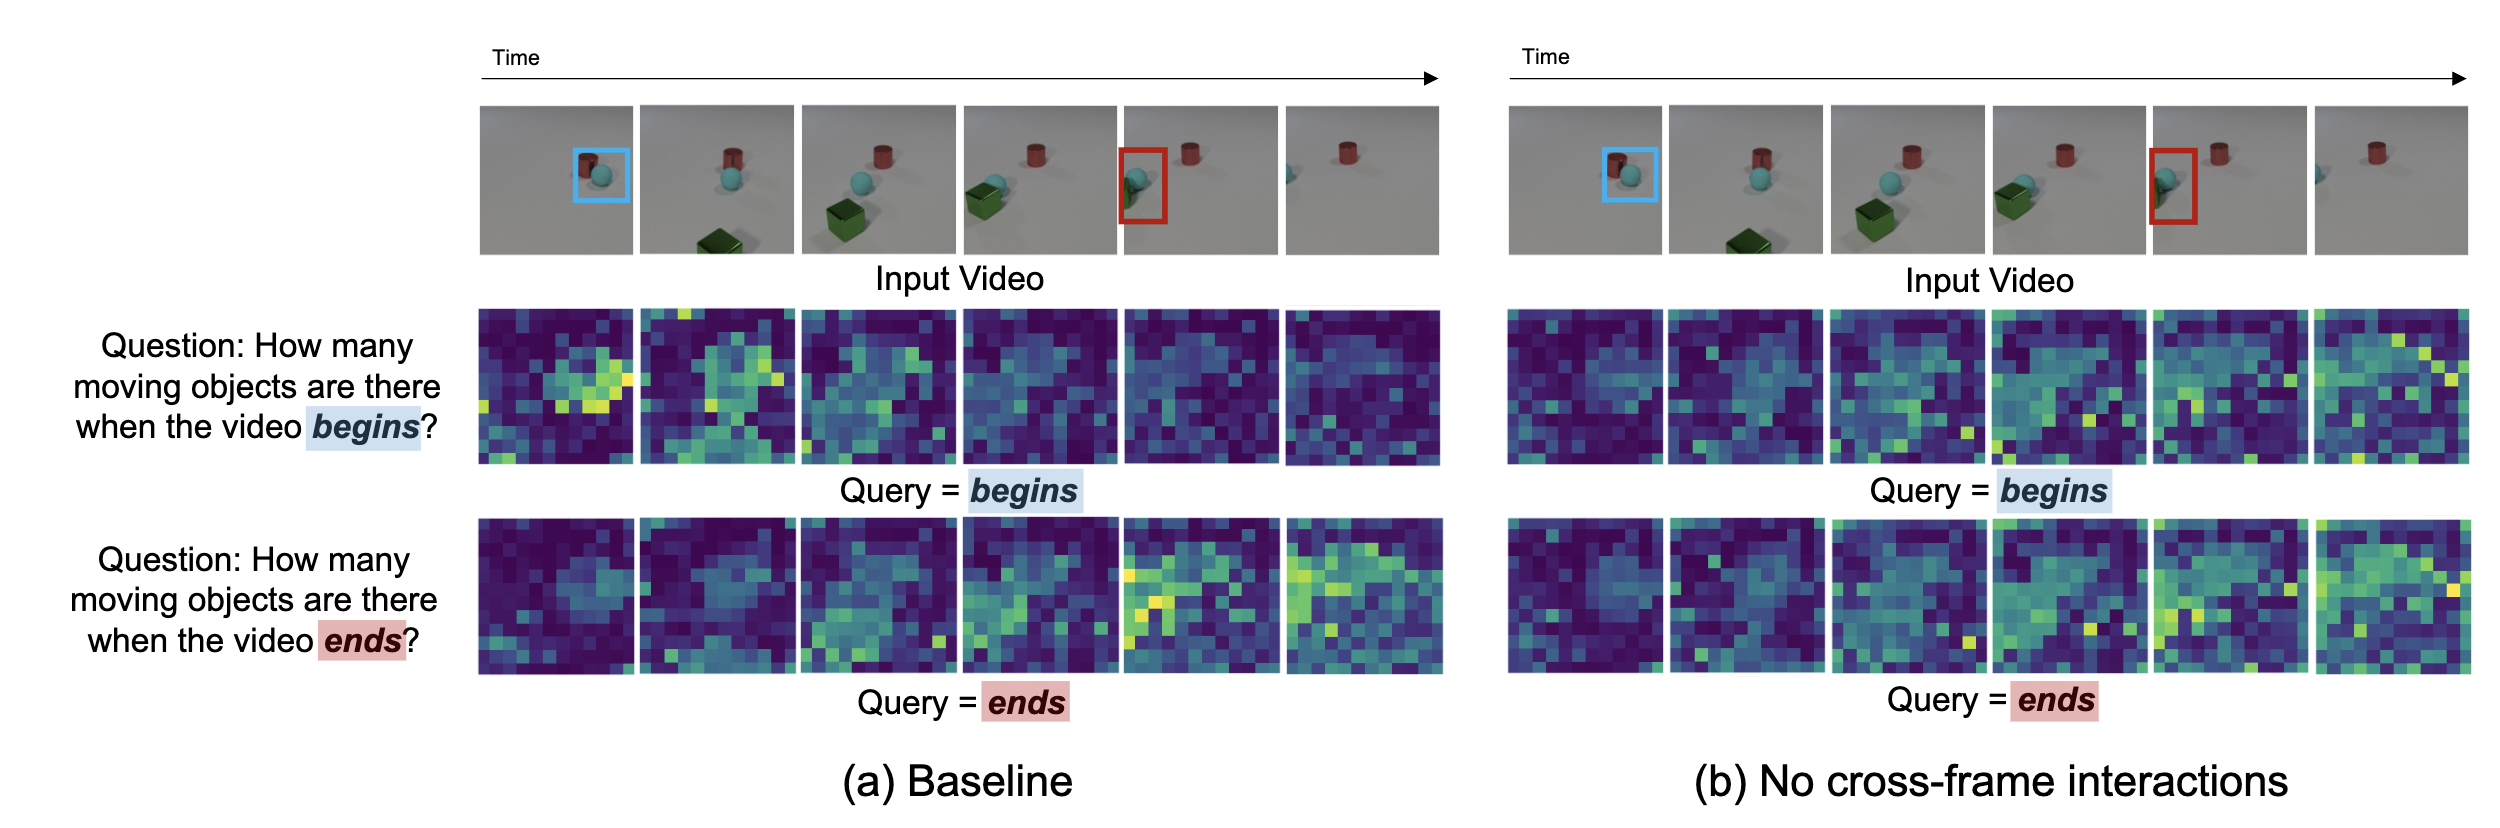 Time
Time
Input Video
Input Video
Question: How many
moving objects are there
when the video begins?
Query = begins
Query = begins
Question: How many
moving objects are there
when the video ends?
Query = ends
Query = ends
(a) Baseline
(b) No cross-frame interactions